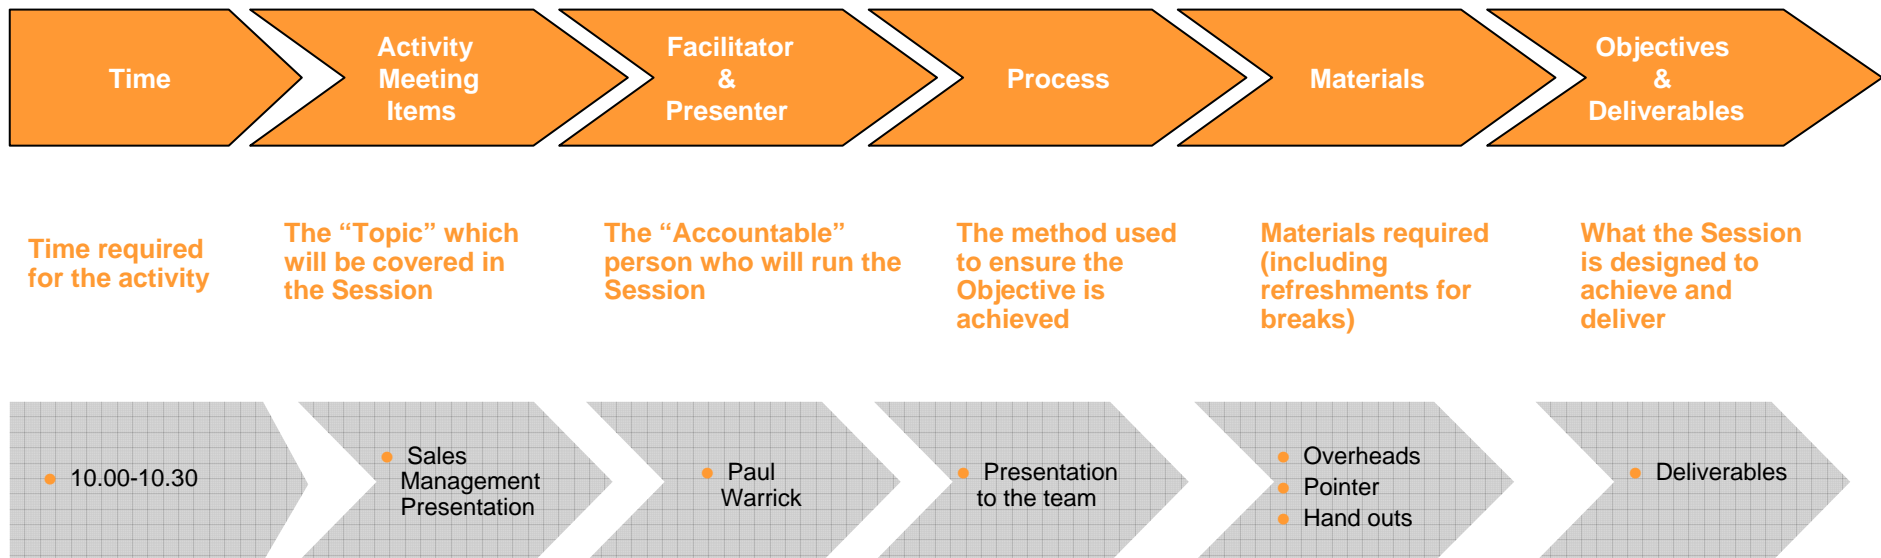 Time
Activity
Meeting
Items
Facilitator
&
Presenter
Process
Materials
Objectives
&
Deliverables
Time required
for the activity
The “Topic” which
will be covered in
the Session
The “Accountable”
person who will run the
Session
The method used
to ensure the
Objective is
achieved
Materials required
(including
refreshments for
breaks)
What the Session
is designed to
achieve and
deliver
• 10.00-10.30
• Sales
Management
Presentation
• Paul
Warrick
• Presentation
to the team
• Overheads
• Pointer
• Hand outs
• Deliverables